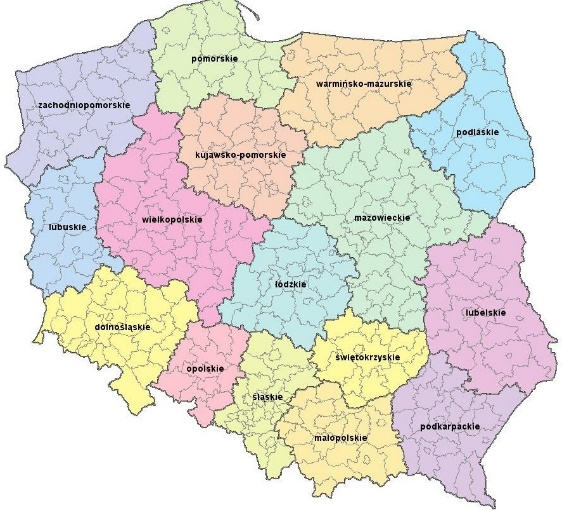 pomorskie
warmińsko-mazurskie
zachodniopomorskie
podlaskie
kujawsko-pomorskie
wielkopolskie
mazowieckie
lubuskie
łódzkie
lubelskie
dolnośląskie
świętokrzyskie
opolskie
śląskie
podkarpackie
małopolskie